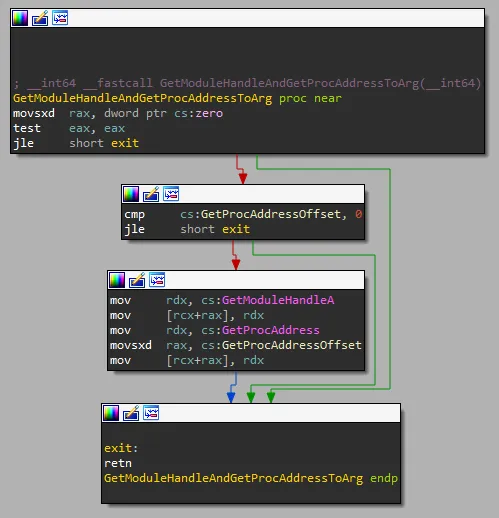 ; __int64 __fastcall GetModuleHandleAndGetProcAddressToArg(__int64)
GetModuleHandleAndGetProcAddressToArg proc near
movsxd rax, dword ptr cs:zero
test eax, eax
jle short exit
cmp cs:GetProcAddressOffset, 0
jle short exit
mov rdx, cs:GetModuleHandleA
mov [rcx+rax], rdx
mov rdx, cs:GetProcAddress
movsxd rax, cs:GetProcAddressOffset
mov [rcx+rax], rdx
exit:
retn
GetModuleHandleAndGetProcAddressToArg endp